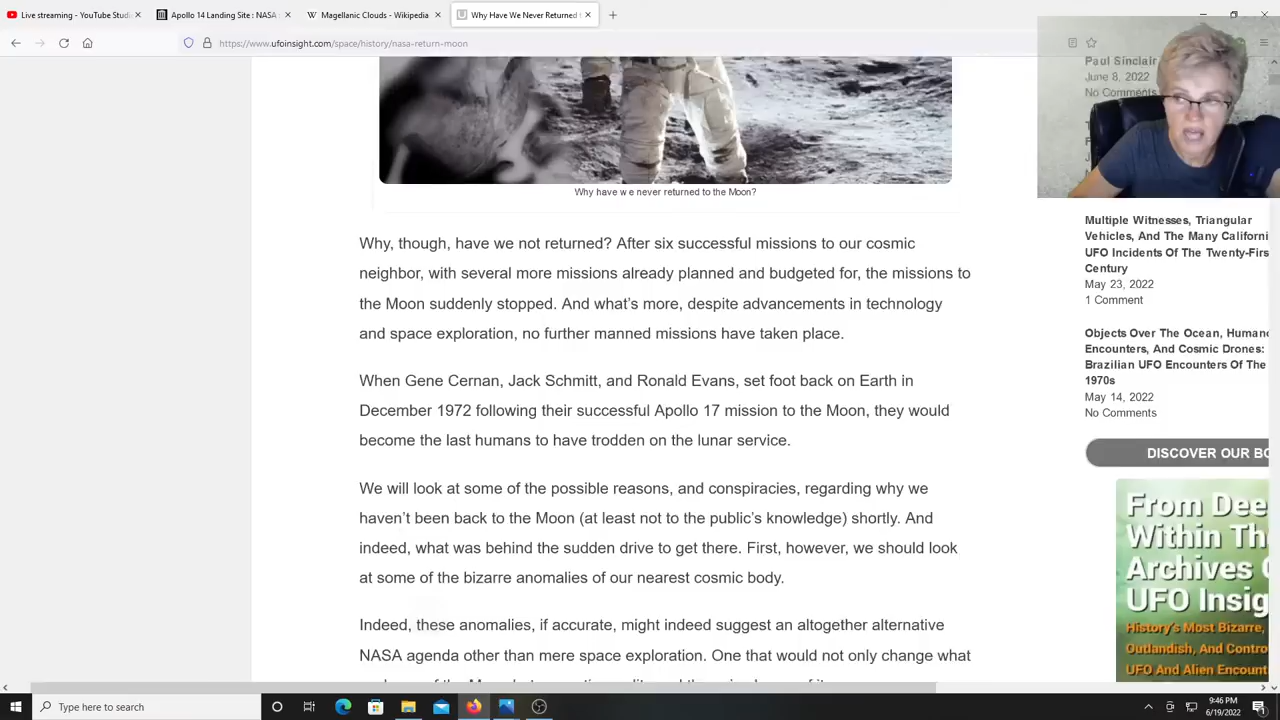 Live streaming - YouTube Studi
Apollo 14 Landing Site : NASA
Magellanic Clouds - Wikipedia
Why Have We Never Returned
https://www.ufoinsight.com/space/history/nasa-return-moon
Why have we never returned to the Moon?
Why, though, have we not returned? After six successful missions to our cosmic
neighbor, with several more missions already planned and budgeted for, the missions to
the Moon suddenly stopped. And what's more, despite advancements in technology
and space exploration, no further manned missions have taken place.
When Gene Cernan, Jack Schmitt, and Ronald Evans, set foot back on Earth in
December 1972 following their successful Apollo 17 mission to the Moon, they would
become the last humans to have trodden on the lunar service.
We will look at some of the possible reasons, and conspiracies, regarding why we
haven't been back to the Moon (at least not to the public's knowledge) shortly. And
indeed, what was behind the sudden drive to get there. First, however, we should look
at some of the bizarre anomalies of our nearest cosmic body.
Indeed, these anomalies, if accurate, might indeed suggest an altogether alternative
NASA agenda other than mere space exploration. One that would not only change what
Paul Sinclair
June 8, 2022
No Comments
Multiple Witnesses, Triangular
Vehicles, And The Many Californi
UFO Incidents Of The Twenty-Firs
Century
May 23, 2022
1 Comment
Objects Over The Ocean, Human
Encounters, And Cosmic Drones:
Brazilian UFO Encounters Of The
1970s
May 14, 2022
No Comments
DISCOVER OUR BO
From Dee
Within Th
Archives
UFO Insig
History's Most Bizarre,
Outlandish, And Contro
UFO And Alien Encount
Type here to search
9:46 PM
6/19/2022